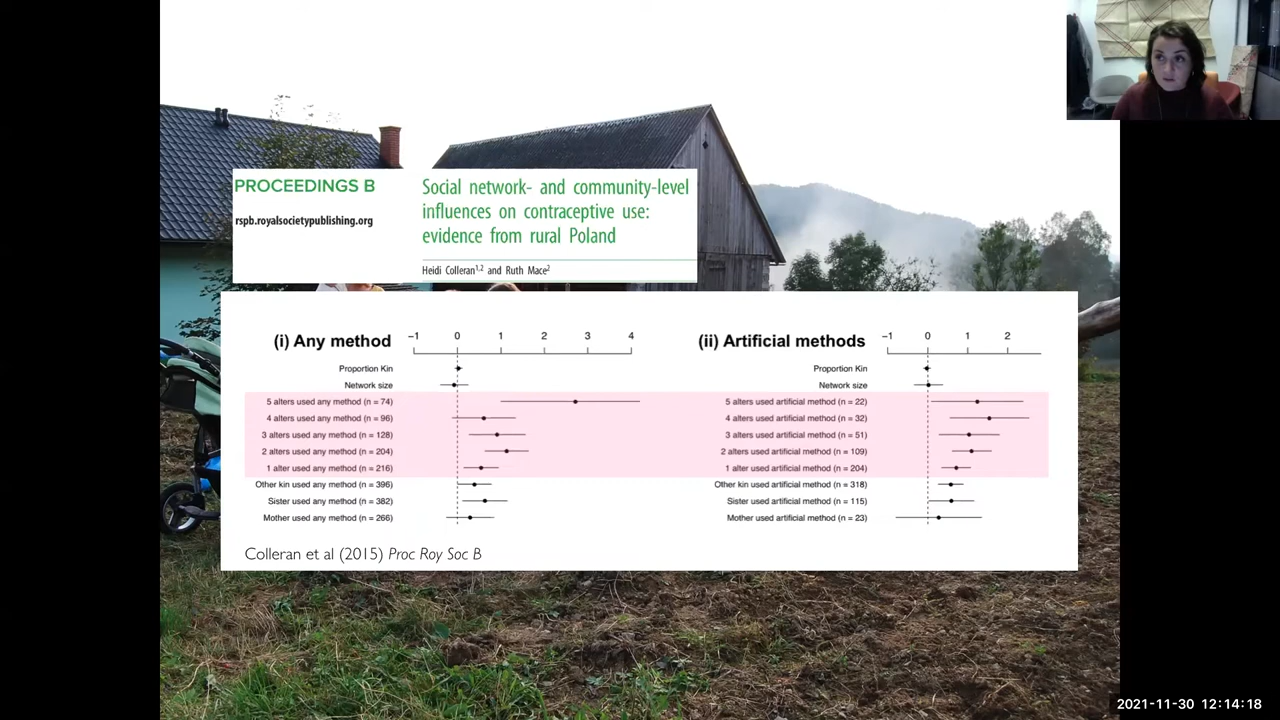 PROCEEDINGS B
rspb.royalsocietypublishing.org
Social network- and community-level
influences on contraceptive use:
evidence from rural Poland
Heidi Colleran1,2 and Ruth Mace2
(i) Any method
−1 0 1 2 3 4
Proportion Kin
Network size
5 alters used any method (n = 74)
4 alters used any method (n = 96)
3 alters used any method (n = 128)
2 alters used any method (n = 204)
1 alter used any method (n = 216)
Other kin used any method (n = 396)
Sister used any method (n = 382)
Mother used any method (n = 266)
(ii) Artificial methods
−1 0 1 2
Proportion Kin
Network size
5 alters used artificial method (n = 22)
4 alters used artificial method (n = 32)
3 alters used artificial method (n = 51)
2 alters used artificial method (n = 109)
1 alter used artificial method (n = 204)
Other kin used artificial method (n = 318)
Sister used artificial method (n = 115)
Mother used artificial method (n = 23)
Colleran et al (2015) Proc Roy Soc B
2021-11-30 12:14:18